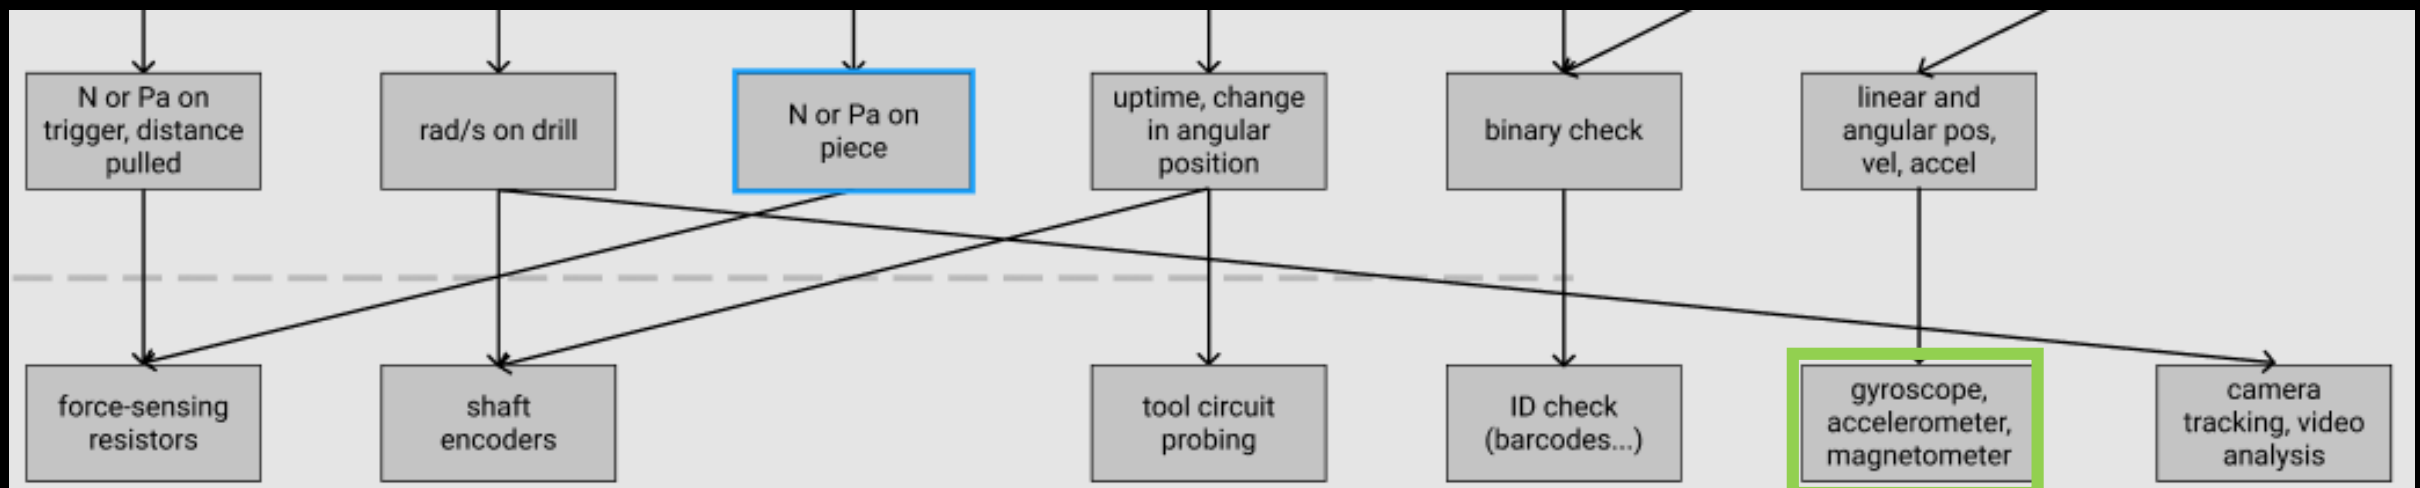 N or Pa on
trigger, distance
pulled
rad/s on drill
N or Pa on
piece
uptime, change
in angular
position
binary check
linear and
angular pos,
vel, accel
force-sensing
resistors
shaft
encoders
tool circuit
probing
ID check
(barcodes...)
gyroscope,
accelerometer,
magnetometer
camera
tracking, video
analysis